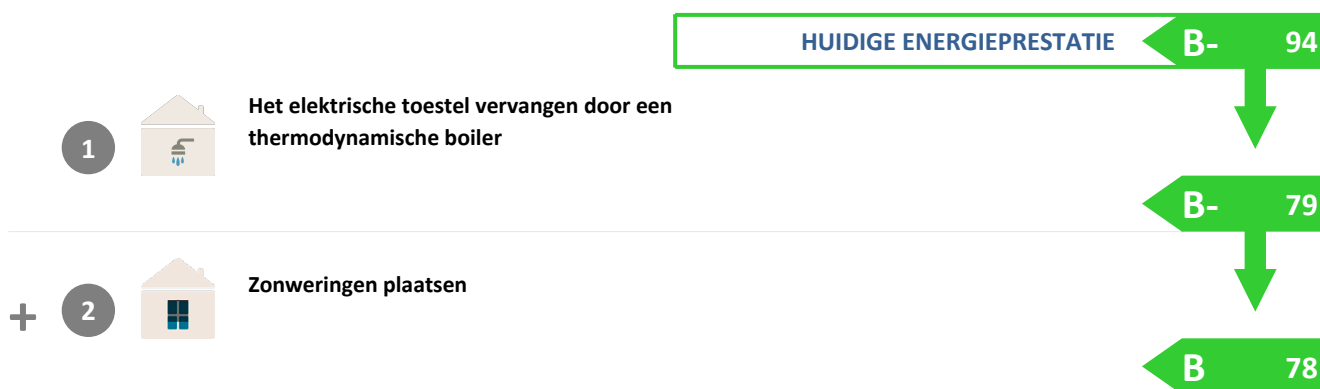 HUIDIGE ENERGIEPRESTATIE B- 94
Het elektrische toestel vervangen door een
1 thermodynamische boiler
B- 79
Zonweringen plaatsen
+ 2
B 78